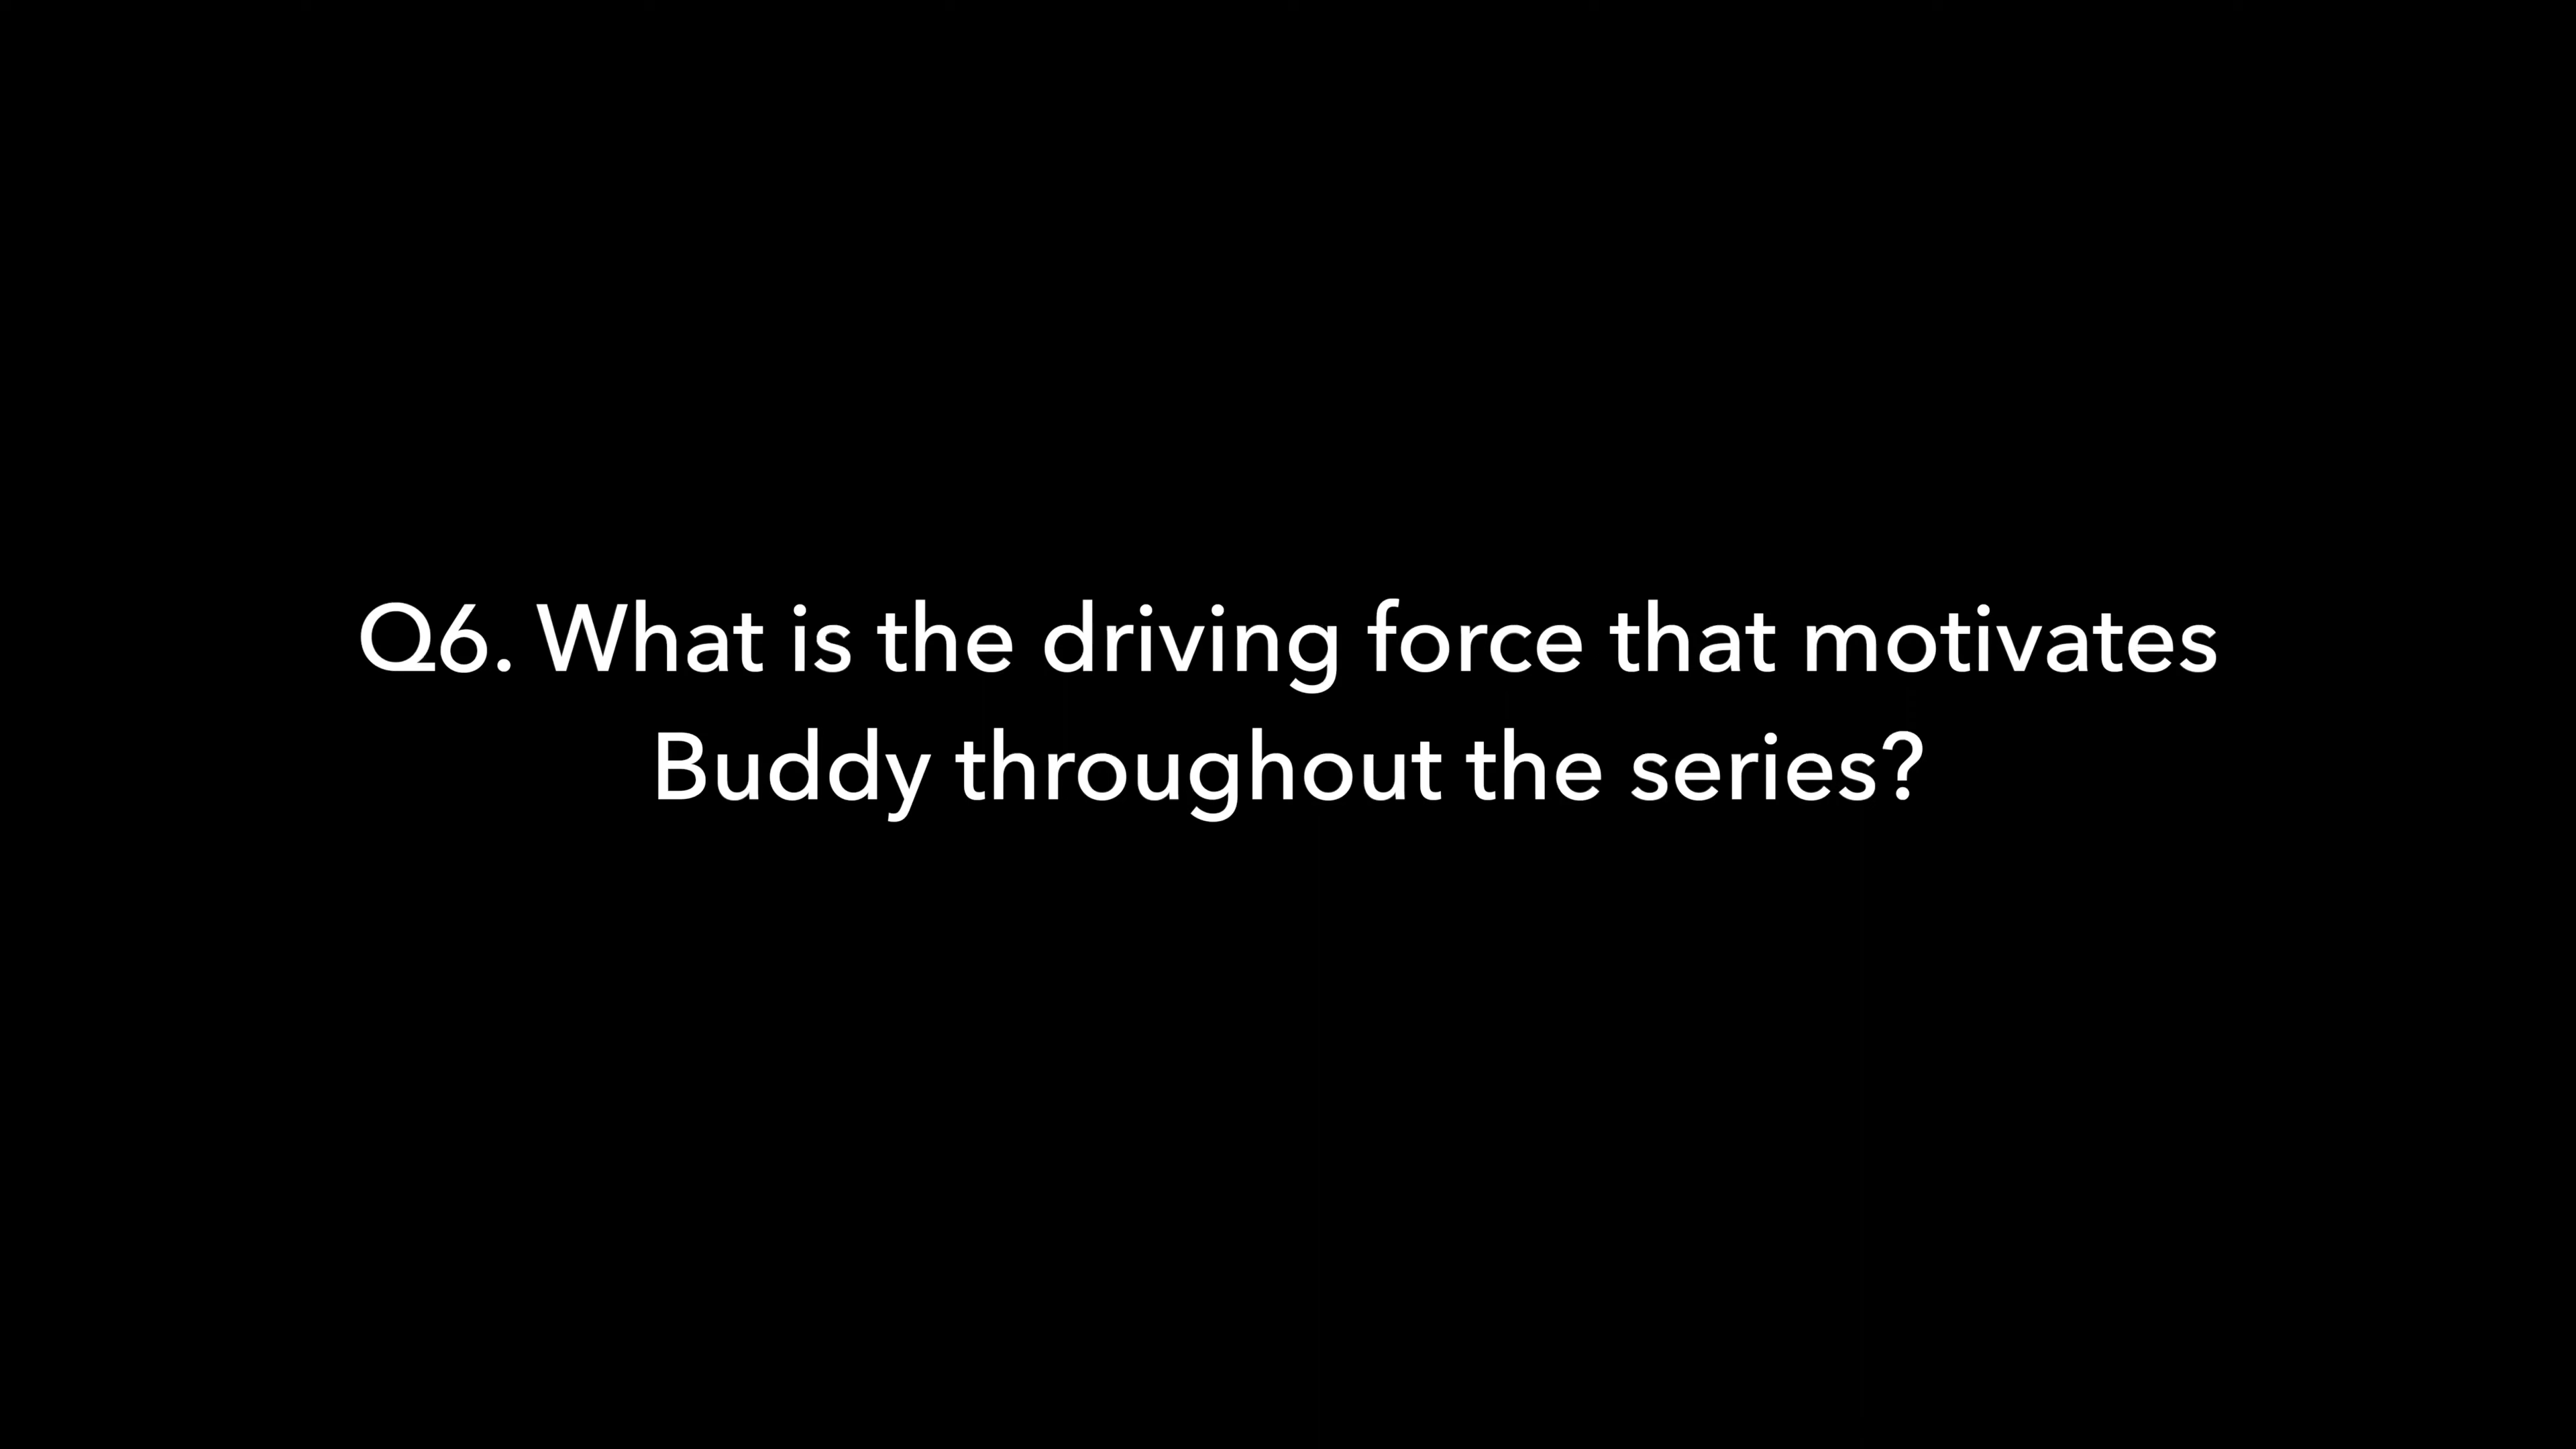 Q6. What is the driving force that motivates
Buddy throughout the series?